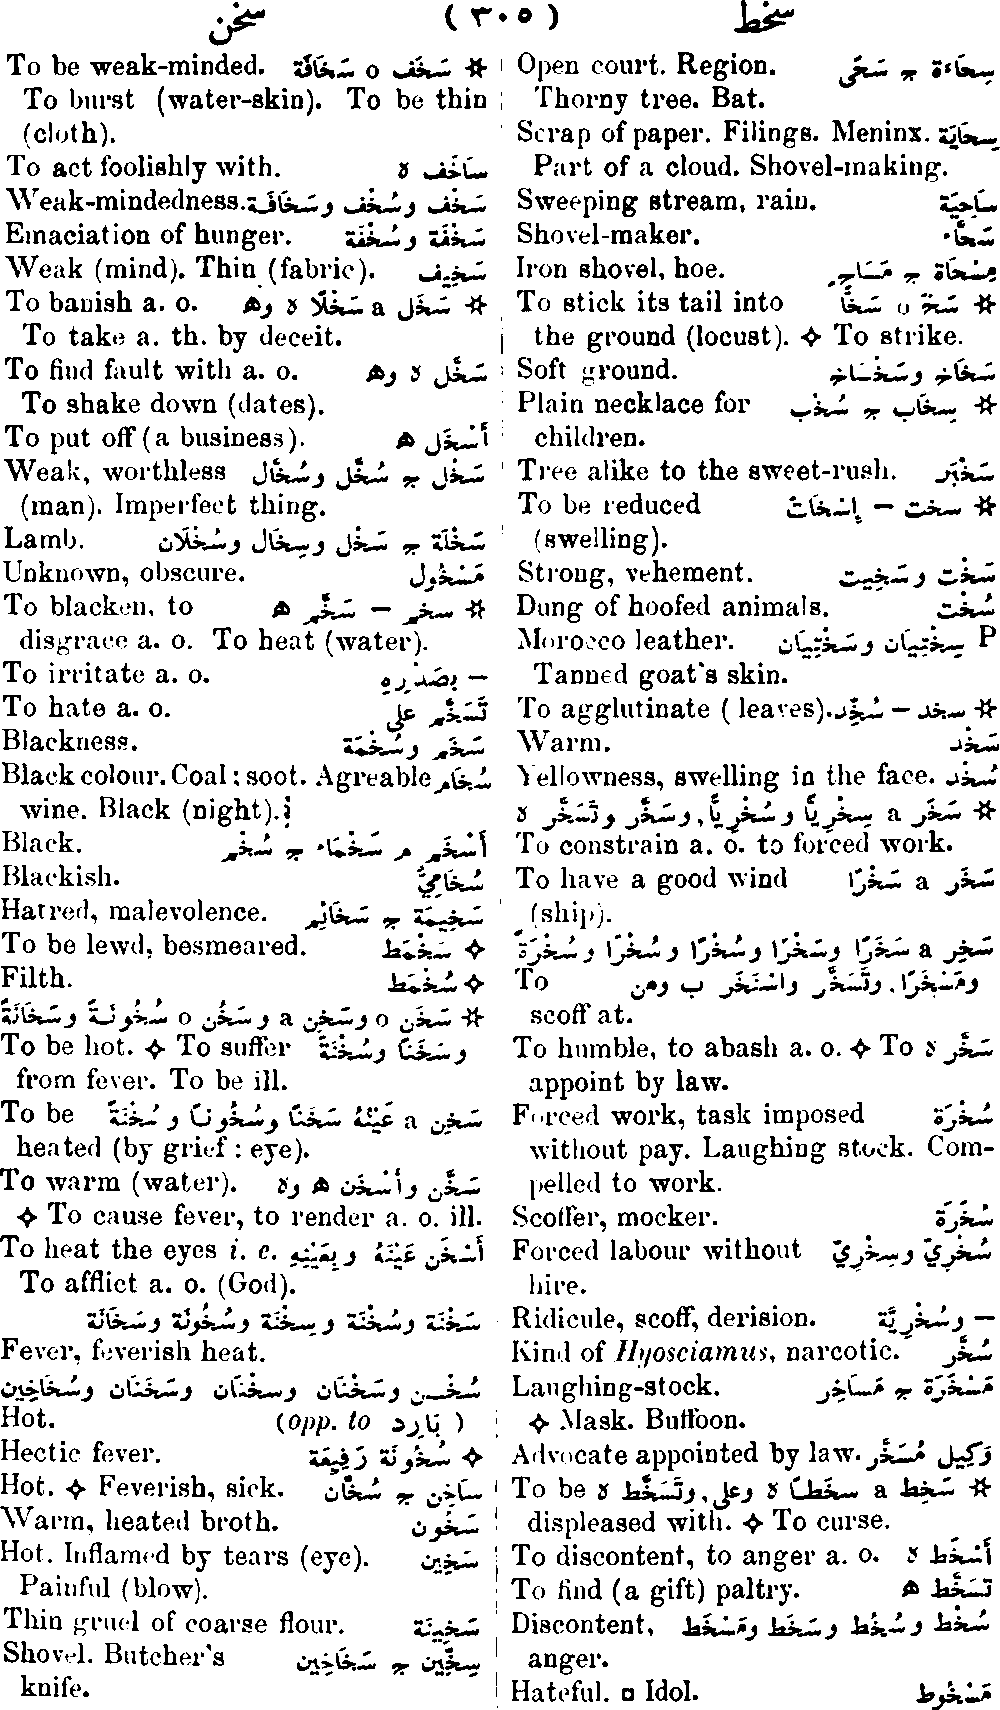 سخط (٣٠٥) سخن
Open court. Region. سِحَاءة ج سَحًى
Thorny tree. Bat.
Scrap of paper. Filings. Meninx. سِحَايَة
Part of a cloud. Shovel-making.
Sweeping stream, rain. سَاحِيَة
Shovel-maker. سَحَّاء
Iron shovel, hoe. مِسْحَاة ج مَسَاحٍ
To stick its tail into ✡ سَخَّ o سَخًّا
the ground (locust). ✧ To strike.
Soft ground. سَخَاخ وسَخْسَاخ
Plain necklace for ✡ سِخَاب ج سُخُب
children.
Tree alike to the sweet-rush. سَخْبَر
To be reduced ✡ سخت – إِسْخَاتَّ
(swelling).
Strong, vehement. سَخْت وسَخِيت
Dung of hoofed animals. سُخْت
Morocco leather. P سِخْتِيَان وسَخْتِيَان
Tanned goat's skin.
To agglutinate (leaves). ✡ سخد – سُخِّد
Warm. سَخْد
Yellowness, swelling in the face. سُخْد
✡ سَخَر a سِخْرِيًّا وسُخْرِيًّا, وسَخَّر وتَسَخَّر ه
To constrain a. o. to forced work.
To have a good wind سَخَر a سَخْرًا
(ship).
سَخِر a سَخَرًا وسَخْرًا وسُخْرًا وسُخُرًا وسُخْرَةً
To ومَسْخَرًا, وتَسَخَّر واسْتَسْخَر ب ومن
scoff at.
To humble, to abash a. o. ✧ To سَخَّر ه
appoint by law.
Forced work, task imposed سُخْرَة
without pay. Laughing stock. Com-
pelled to work.
Scoffer, mocker. سُخَرَة
Forced labour without سُخْرِيّ وسِخْرِيّ
hire.
Ridicule, scoff, derision. – وسُخْرِيَّة
Kind of Hyosciamus, narcotic. سُخَّر
Laughing-stock. مَسْخَرَة ج مَسَاخِر
✧ Mask. Buffoon.
Advocate appointed by law. وَكِيل مُسَخَّر
To be ✡ سَخِط a سخَطًا ه وعلى, وتَسَخَّط ه
displeased with. ✧ To curse.
To discontent, to anger a. o. أَسْخَط ه
To find (a gift) paltry. تَسَخَّط ه
Discontent, سُخْط وسُخُط وسَخَط ومَسْخَط
anger.
Hateful. ◘ Idol. مَسْخُوط
To be weak-minded. ✡ سَخُف o سَخَافَة
To burst (water-skin). To be thin
(cloth).
To act foolishly with. سَاخَف ه
Weak-mindedness. سَخْف وسُخْف وسَخَافَة
Emaciation of hunger. سَخْفَة وسُخْفَة
Weak (mind). Thin (fabric). سَخِيف
To banish a. o. ✡ سَخَل a سَخْلًا ه وه
To take a. th. by deceit.
To find fault with a. o. سَخَّل ه وه
To shake down (dates).
To put off (a business). أَسْخَل ه
Weak, worthless سَخْل ج سُخَّل وسُخَّال
(man). Imperfect thing.
Lamb. سَخْلَة ج سَخْل وسِخَال وسُخْلَان
Unknown, obscure. مَسْخُول
To blacken, to ✡ سخم – سَخَّم ه
disgrace a. o. To heat (water).
To irritate a. o. – بِصَدْرِهِ
To hate a. o. تَسَخَّم على
Blackness. سَخَم وسُخْمَة
Black colour. Coal ; soot. Agreable سُخَام
wine. Black (night).
Black. أَسْخَم م سَخْمَاء ج سُخْم
Blackish. سُخَامِيّ
Hatred, malevolence. سَخِيمَة ج سَخَائِم
To be lewd, besmeared. ✧ سَخْمَط
Filth. ✧ سُخْمَط
✡ سَخَن o وسَخِن a وسَخُن o سُخُونَةً وسَخَانَةً
To be hot. ✧ To suffer وسَخَنًا وسُخْنَةً
from fever. To be ill.
To be سَخِن a عَيْنُهُ سَخَنًا وسُخُونًا وسُخْنَةً
heated (by grief : eye).
To warm (water). سَخَّن وأَسْخَن ه وه
✧ To cause fever, to render a. o. ill.
To heat the eyes i. e. أَسْخَن عَيْنَهُ وبِعَيْنِهِ
To afflict a. o. (God).
سَخْنَة وسُخْنَة وسِخْنَة وسُخُونَة وسَخَانَة
Fever, feverish heat.
سُخْـن وسَخْنَان وسِخْنَان وسَخَنَان وسُخَاخِين
Hot. (opp. to بَارِد )
Hectic fever. ✧ سُخُونَة رَفِيعَة
Hot. ✧ Feverish, sick. سَاخِن ج سُخَّان
Warm, heated broth. سَخُون
Hot. Inflamed by tears (eye). سَخِين
Painful (blow).
Thin gruel of coarse flour. سَخِينَة
Shovel. Butcher's سِخِّين ج سَخَاخِين
knife.